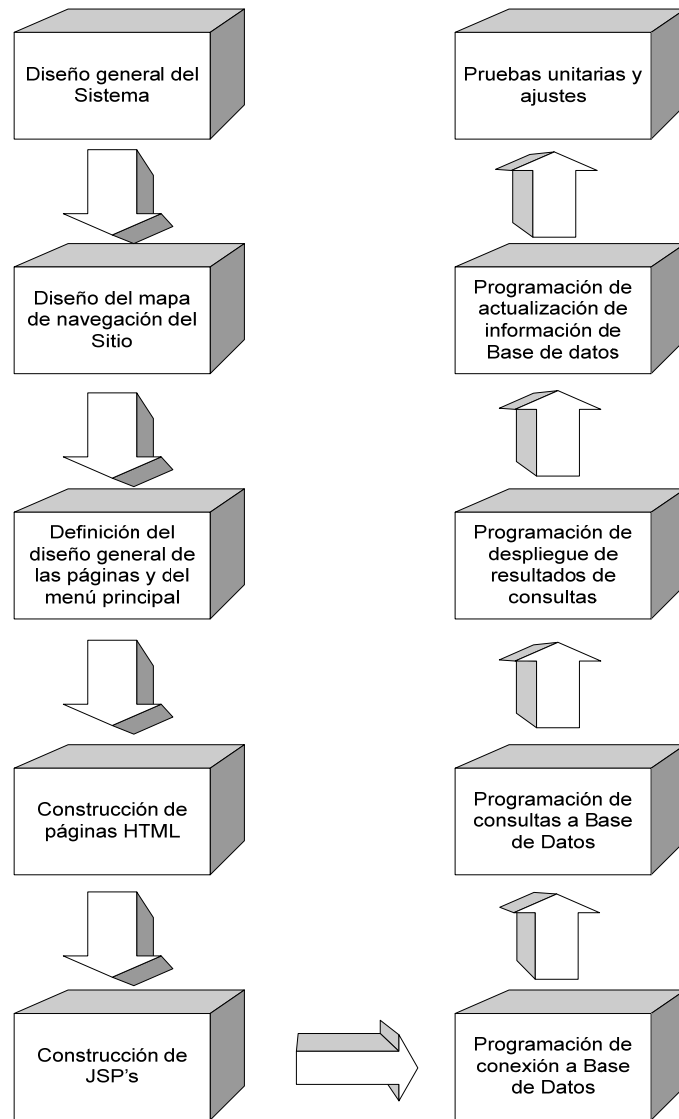 Diseño general del
Sistema
Diseño del mapa
de navegación del
Sitio
Definición del
diseño general de
las páginas y del
menú principal
Construcción de
páginas HTML
Construcción de
JSP's
Programación de
conexión a Base
de Datos
Programación de
consultas a Base
de Datos
Programación de
despliegue de
resultados de
consultas
Programación de
actualización de
información de
Base de datos
Pruebas unitarias y
ajustes